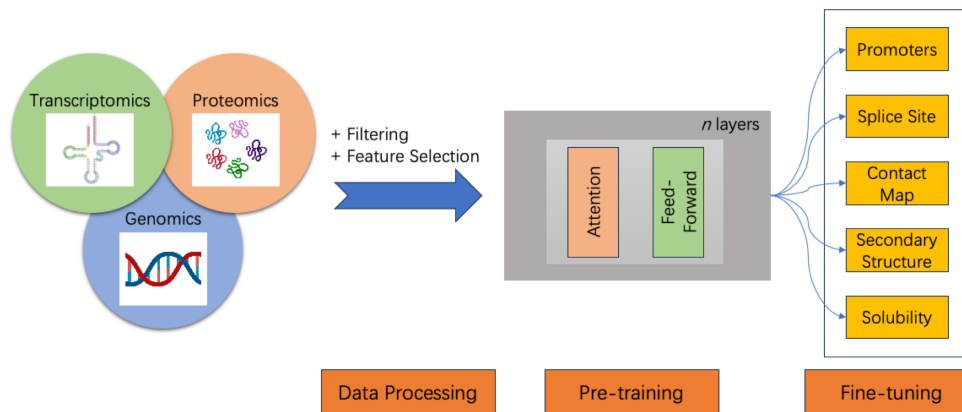 Transcriptomics
Proteomics
Genomics
+ Filtering
+ Feature Selection
n layers
Attention
Feed-
Forward
Promoters
Splice Site
Contact
Map
Secondary
Structure
Solubility
Data Processing
Pre-training
Fine-tuning